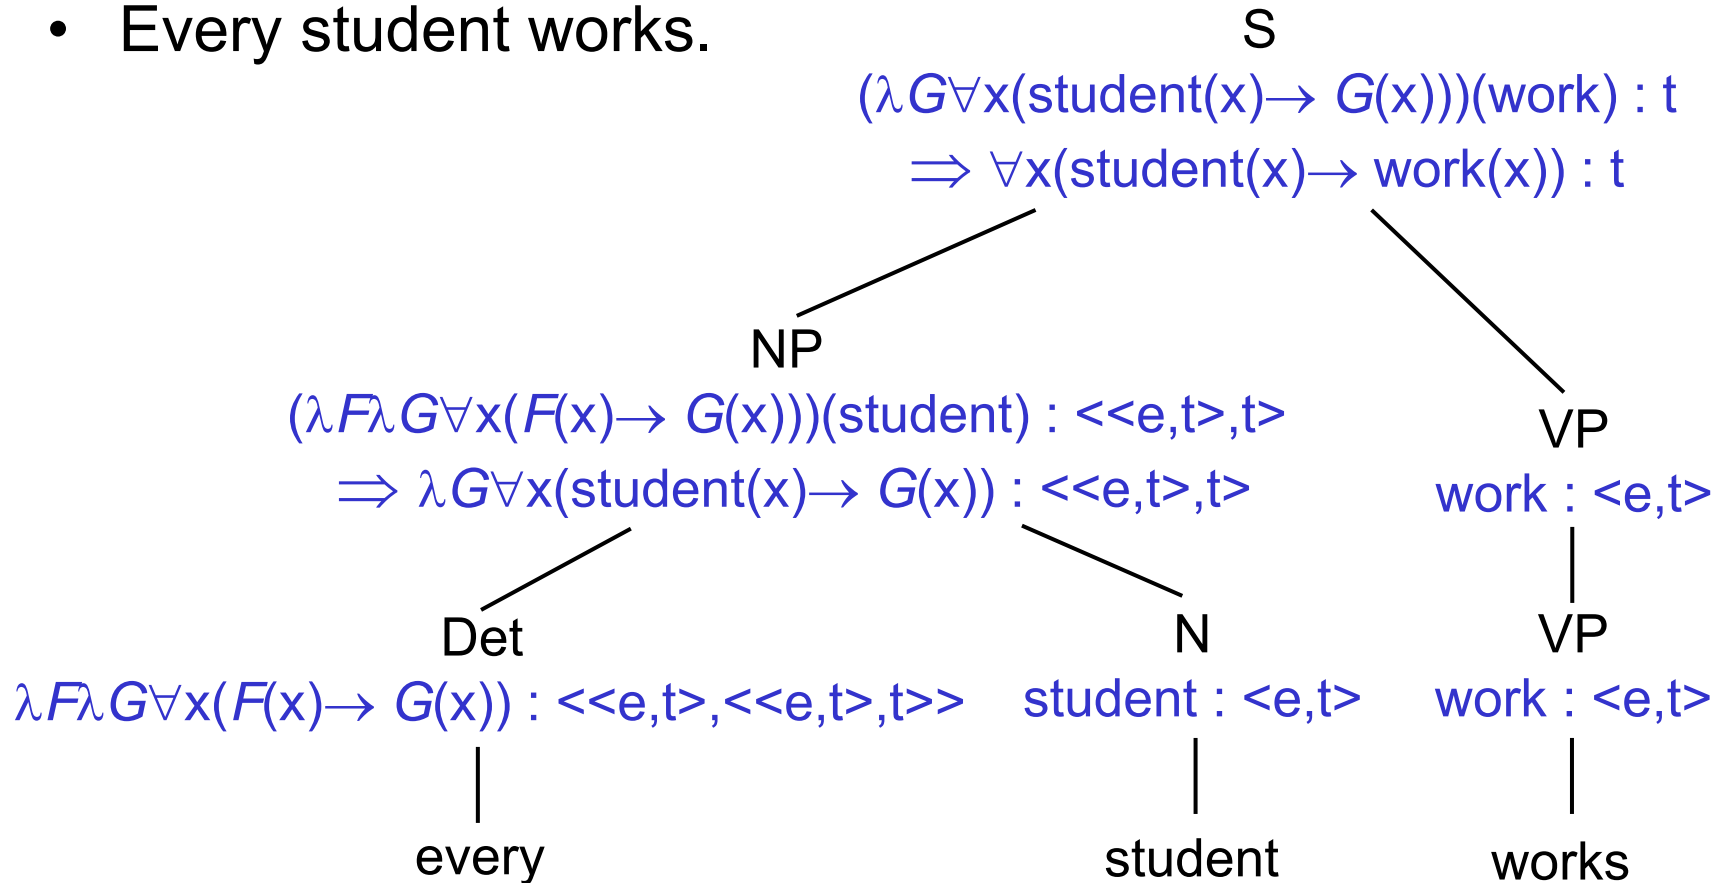 • Every student works.
S
(λG∀x(student(x)→ G(x)))(work) : t
⇒ ∀x(student(x)→ work(x)) : t
NP
(λFλG∀x(F(x)→ G(x)))(student) : <<e,t>,t>
⇒ λG∀x(student(x)→ G(x)) : <<e,t>,t>
VP
work : <e,t>
Det
λFλG∀x(F(x)→ G(x)) : <<e,t>,<<e,t>,t>>
N
student : <e,t>
VP
work : <e,t>
every
student
works